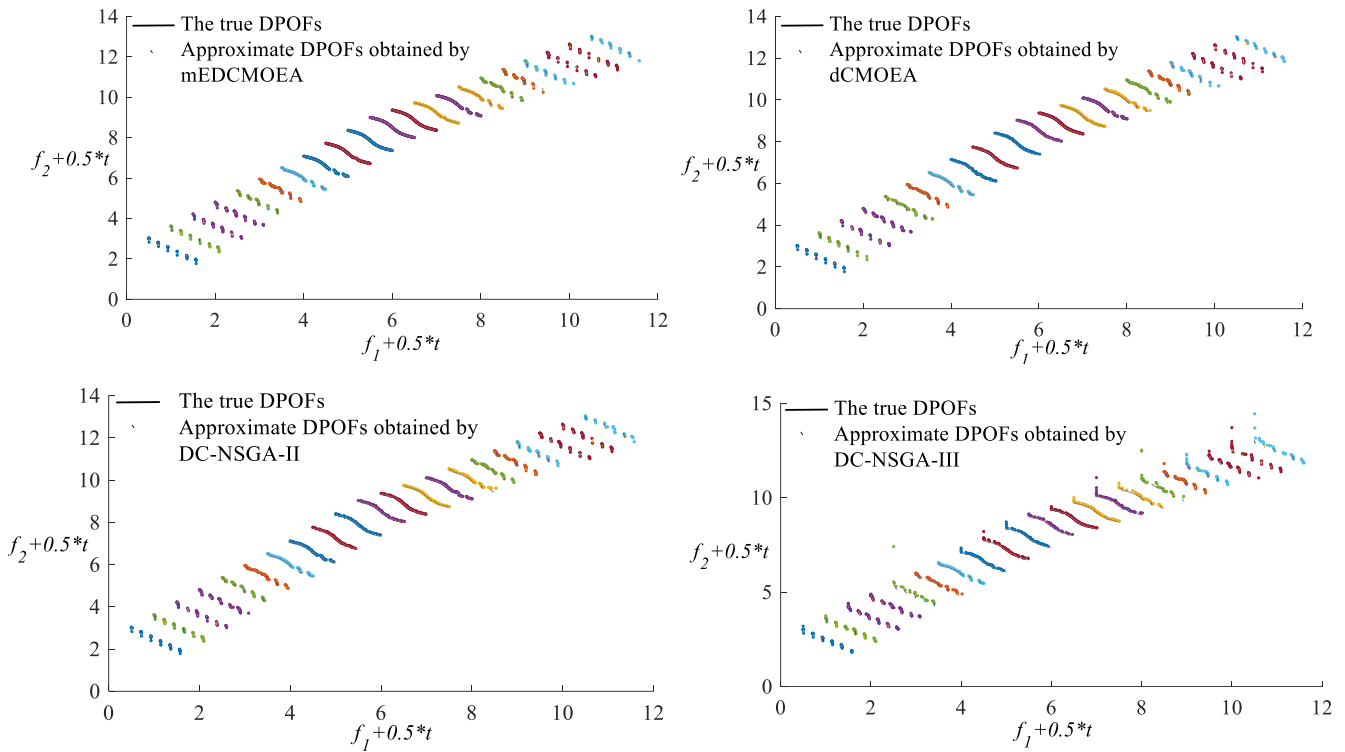 The true DPOFs
Approximate DPOFs obtained by
mEDCMOEA
14
12
10
8
6
4
2
0
f2+0.5*t
0 2 4 6 8 10 12
f1+0.5*t
The true DPOFs
Approximate DPOFs obtained by
dCMOEA
14
12
10
8
6
4
2
0
f2+0.5*t
0 2 4 6 8 10 12
f1+0.5*t
The true DPOFs
Approximate DPOFs obtained by
DC-NSGA-II
14
12
10
8
6
4
2
0
f2+0.5*t
0 2 4 6 8 10 12
f1+0.5*t
The true DPOFs
Approximate DPOFs obtained by
DC-NSGA-III
15
10
5
0
f2+0.5*t
0 2 4 6 8 10 12
f1+0.5*t